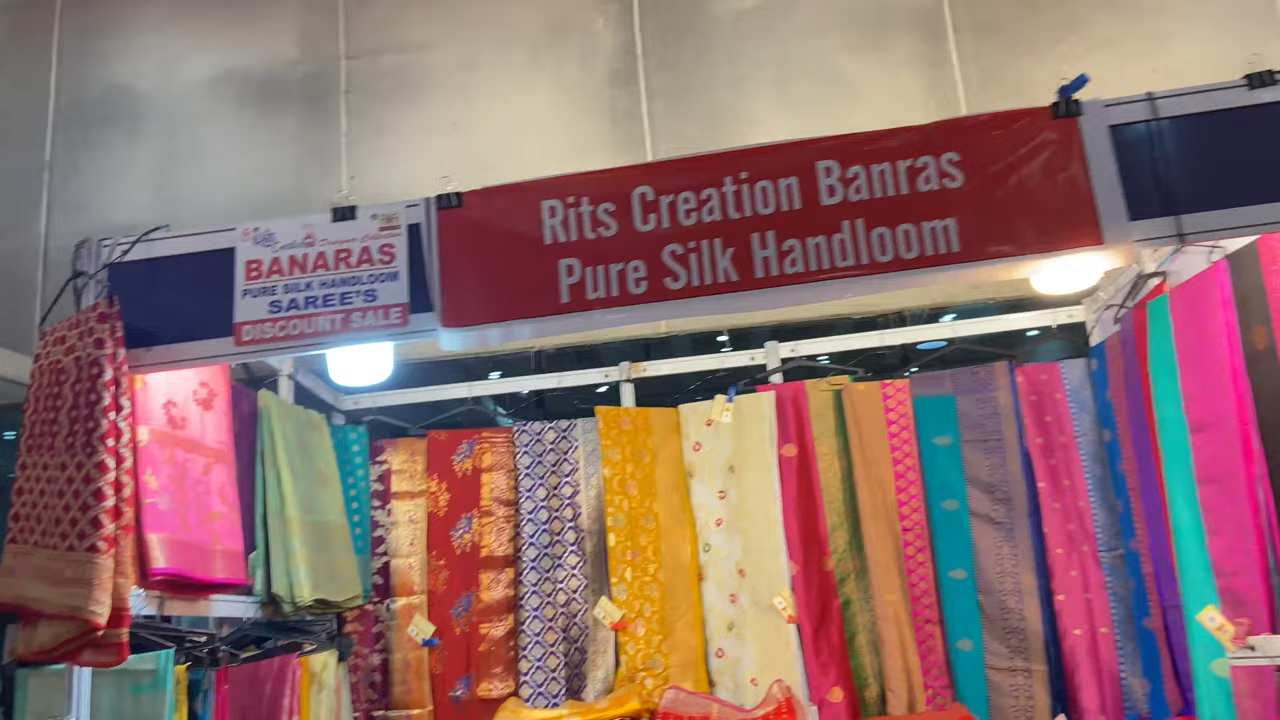 BANARAS
PURE SILK HANDLOOM
SAREE'S
DISCOUNT SALE
Rits Creation Banras
Pure Silk Handloom